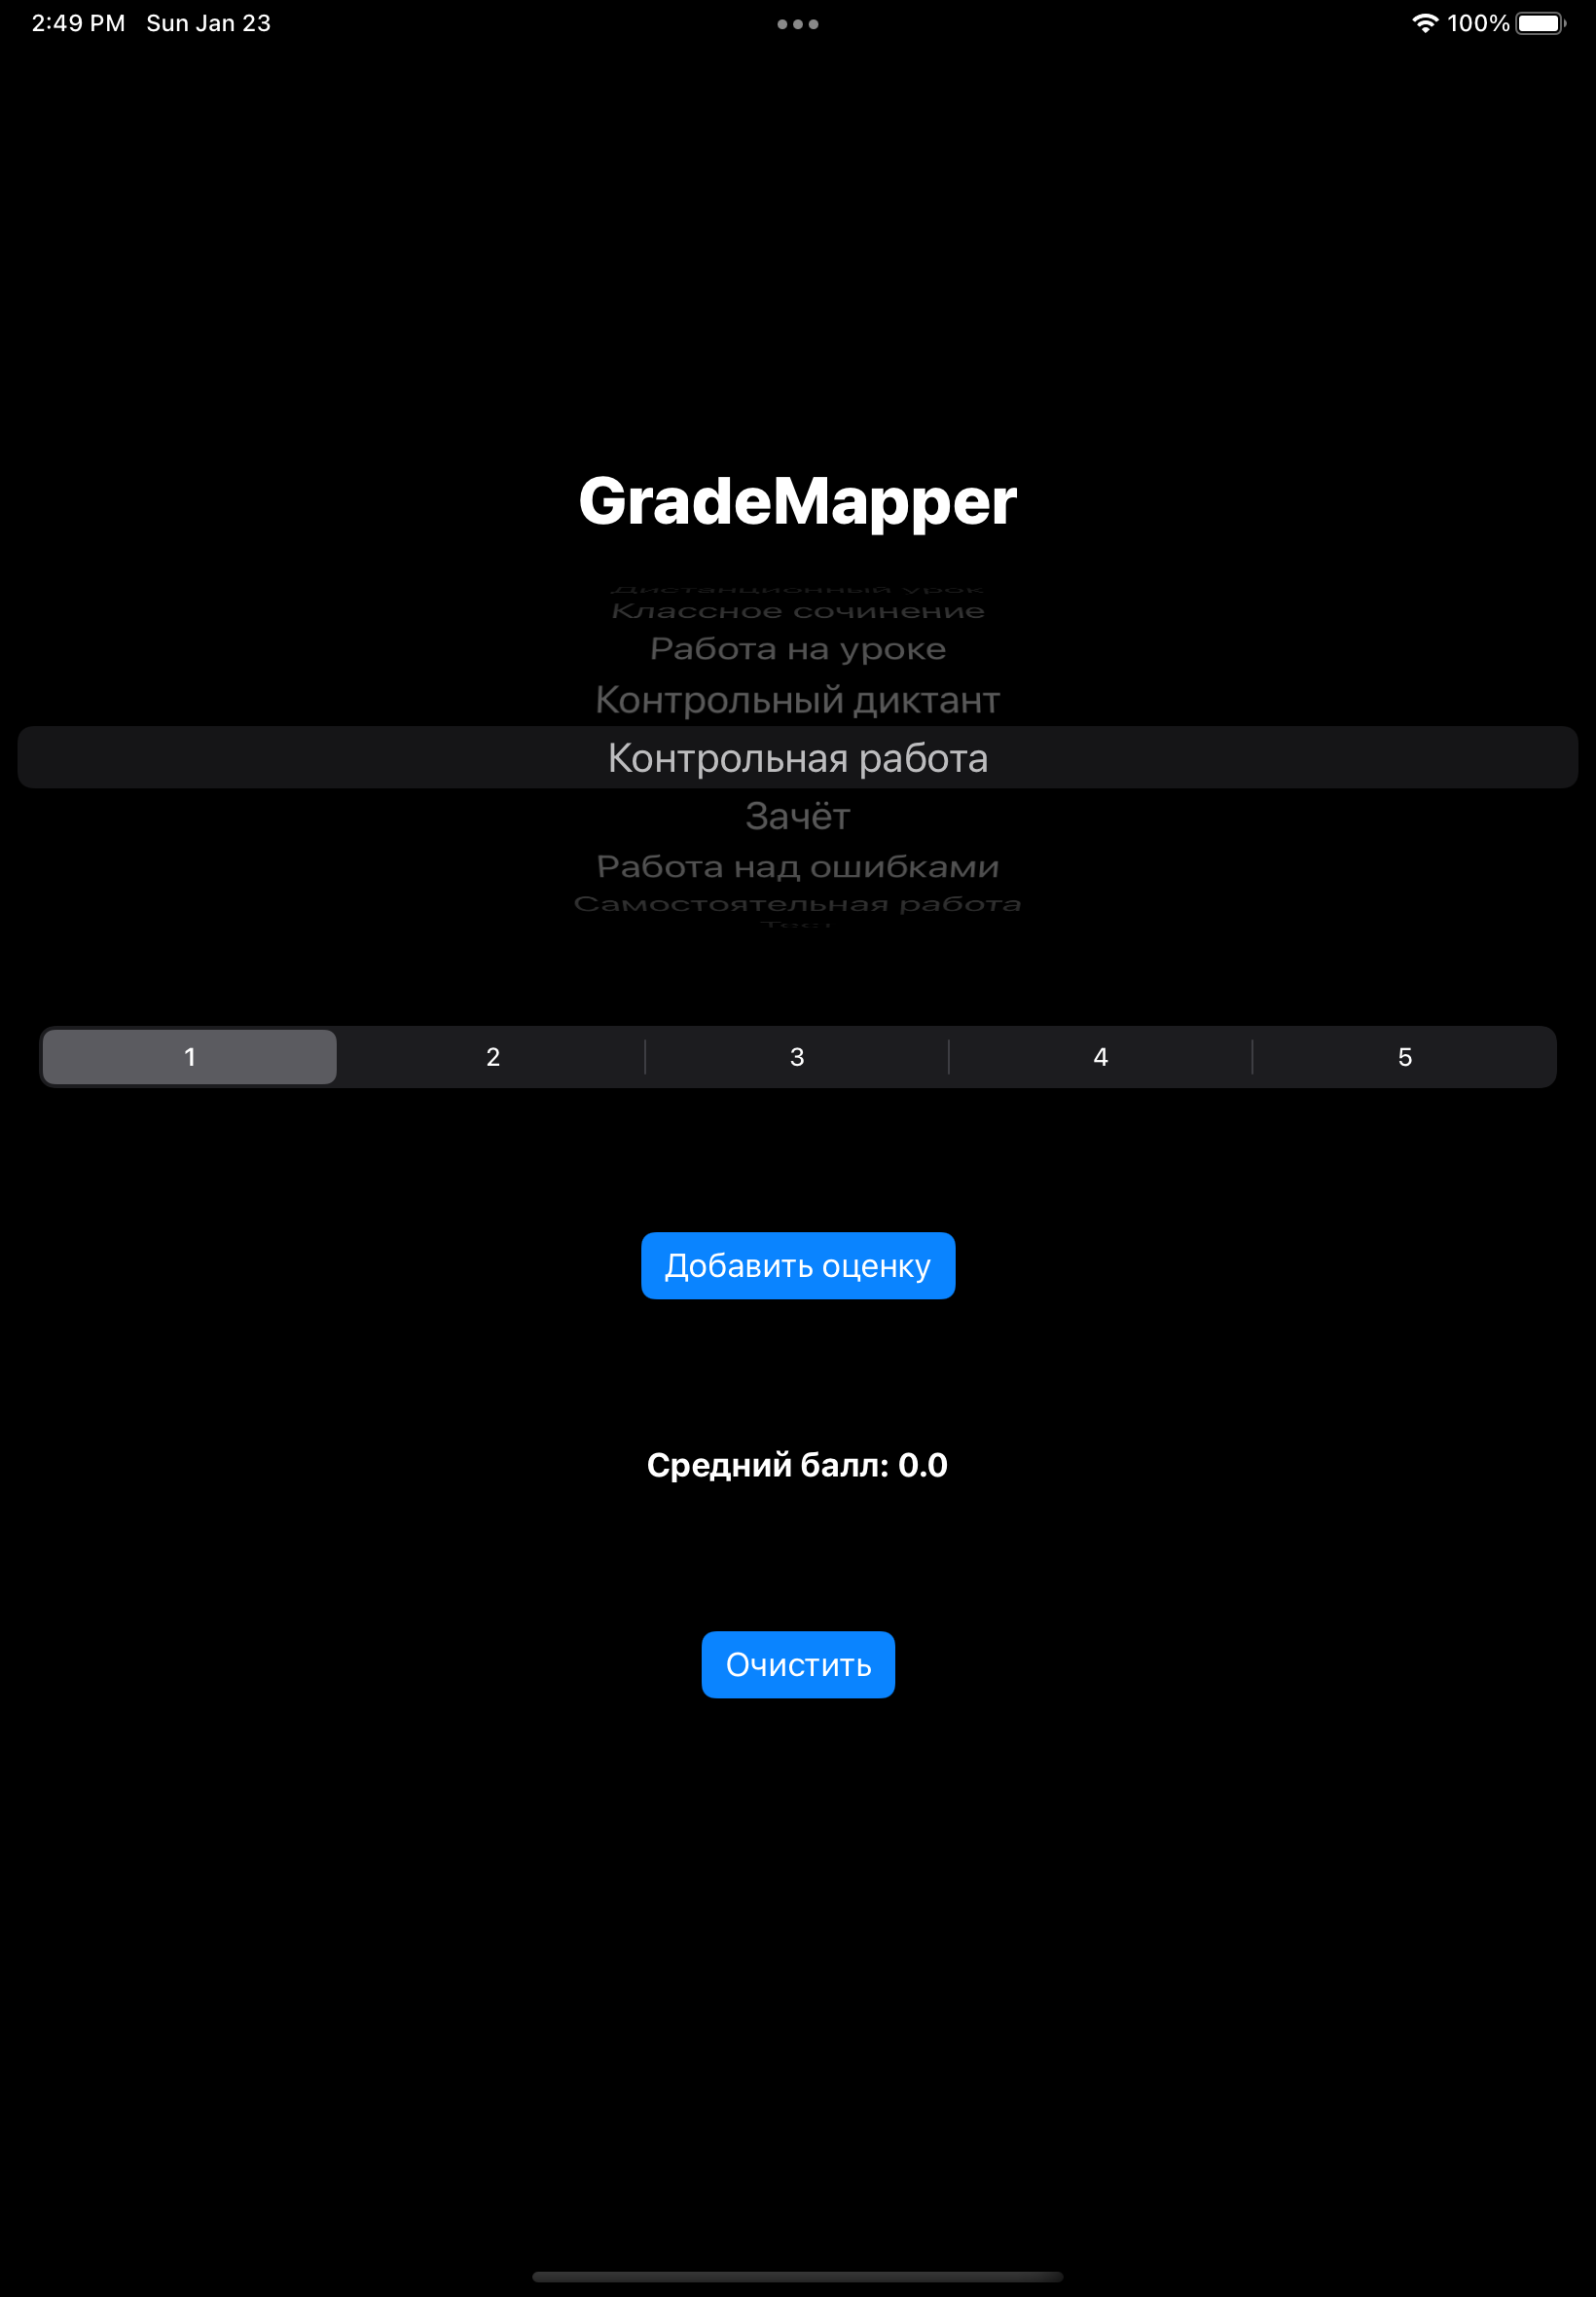 2:49 PM Sun Jan 23
100%
GradeMapper
Дистанционный урок
Классное сочинение
Работа на уроке
Контрольный диктант
Контрольная работа
Зачёт
Работа над ошибками
Самостоятельная работа
Тест
1 2 3 4 5
Добавить оценку
Средний балл: 0.0
Очистить